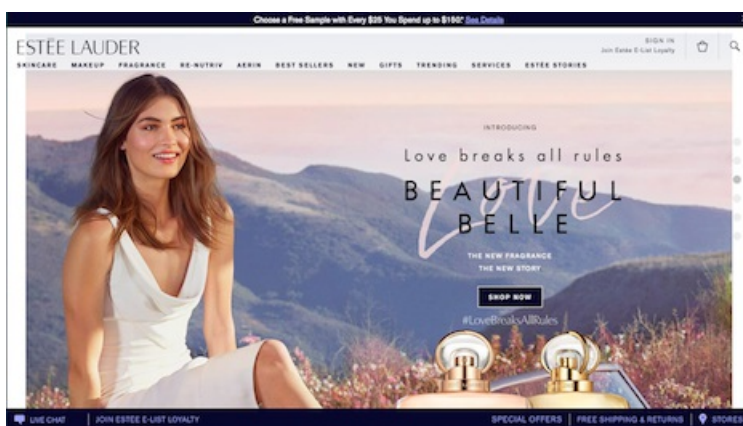 Choose a Free Sample with Every $25 You Spend up to $150.* See Details
ESTĒE LAUDER
SIGN IN
Join Estée E-List Loyalty
SKINCARE MAKEUP FRAGRANCE RE-NUTRIV AERIN BEST SELLERS NEW GIFTS TRENDING SERVICES ESTÉE STORIES
INTRODUCING
Love breaks all rules
Love
BEAUTIFUL
BELLE
THE NEW FRAGRANCE
THE NEW STORY
SHOP NOW
#LoveBreaksAllRules
LIVE CHAT JOIN ESTÉE E-LIST LOYALTY SPECIAL OFFERS FREE SHIPPING & RETURNS STORES